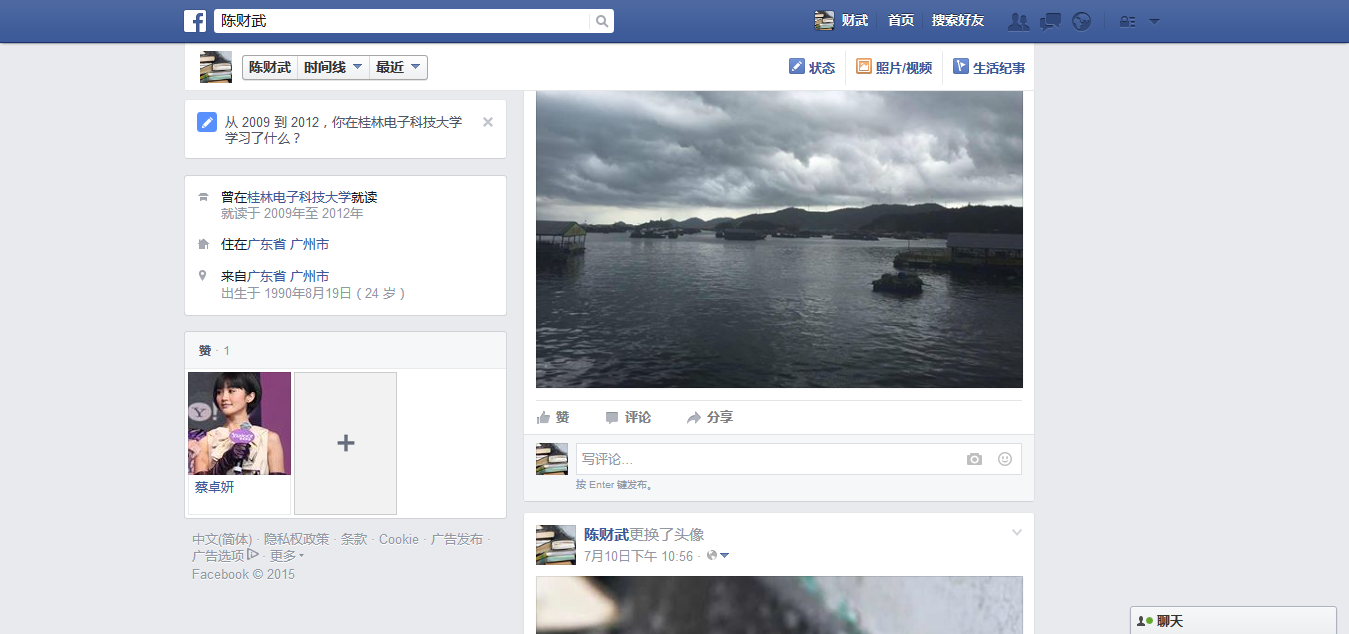 陈财武
财武 首页 搜索好友
陈财武 时间线 最近
状态 照片/视频 生活纪事
从 2009 到 2012，你在桂林电子科技大学
学习了什么？
曾在桂林电子科技大学就读
就读于 2009年至 2012年
住在广东省 广州市
来自广东省 广州市
出生于 1990年8月19日（24 岁）
赞 · 1
Y!
蔡卓妍
中文(简体) · 隐私权政策 · 条款 · Cookie · 广告发布 ·
广告选项 · 更多
Facebook © 2015
赞 评论 分享
写评论...
按 Enter 键发布。
陈财武更换了头像
7月10日下午 10:56 ·
聊天